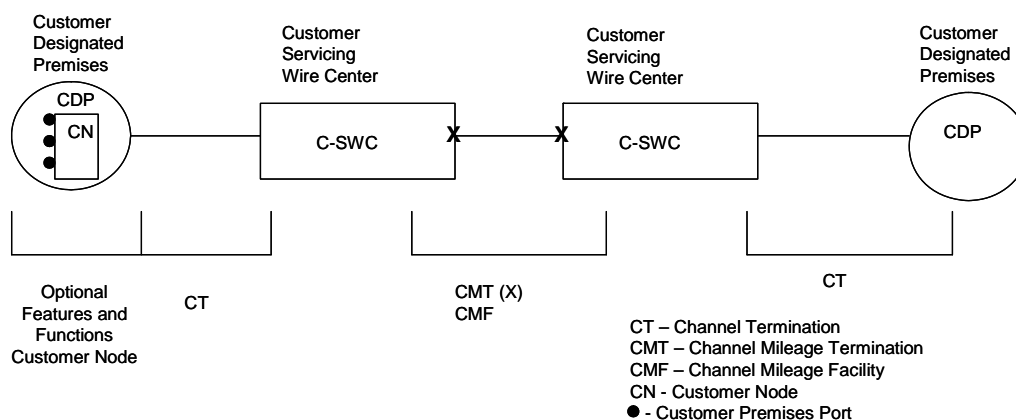 Customer
Designated
Premises
Customer
Servicing
Wire Center
Customer
Servicing
Wire Center
Customer
Designated
Premises
CDP
CN
C-SWC
X
X
C-SWC
CDP
Optional
Features and
Functions
Customer Node
CT
CMT (X)
CMF
CT
CT – Channel Termination
CMT – Channel Mileage Termination
CMF – Channel Mileage Facility
CN - Customer Node
● - Customer Premises Port